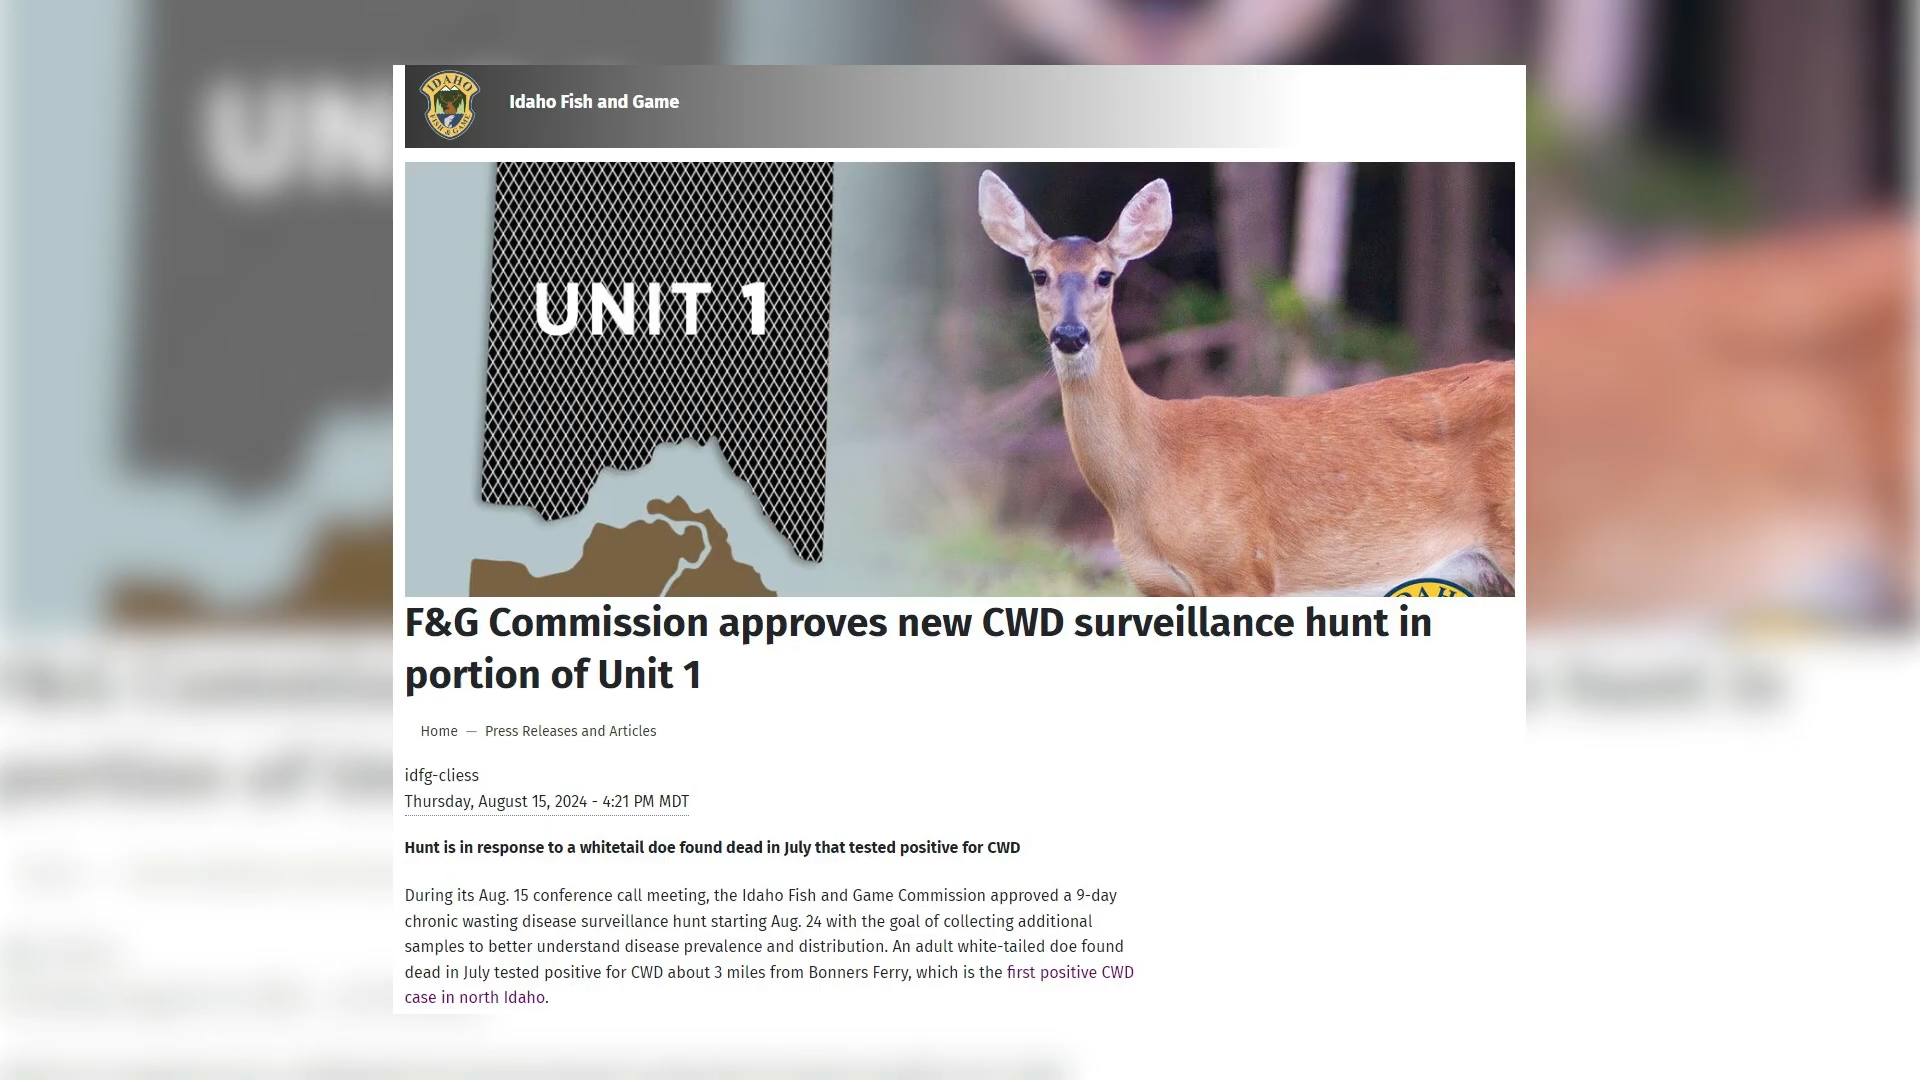 IDAHO
FISH & GAME
Idaho Fish and Game
UNIT 1
IDAH
F&G Commission approves new CWD surveillance hunt in
portion of Unit 1
Home — Press Releases and Articles
idfg-cliess
Thursday, August 15, 2024 - 4:21 PM MDT
Hunt is in response to a whitetail doe found dead in July that tested positive for CWD
During its Aug. 15 conference call meeting, the Idaho Fish and Game Commission approved a 9-day
chronic wasting disease surveillance hunt starting Aug. 24 with the goal of collecting additional
samples to better understand disease prevalence and distribution. An adult white-tailed doe found
dead in July tested positive for CWD about 3 miles from Bonners Ferry, which is the first positive CWD
case in north Idaho.